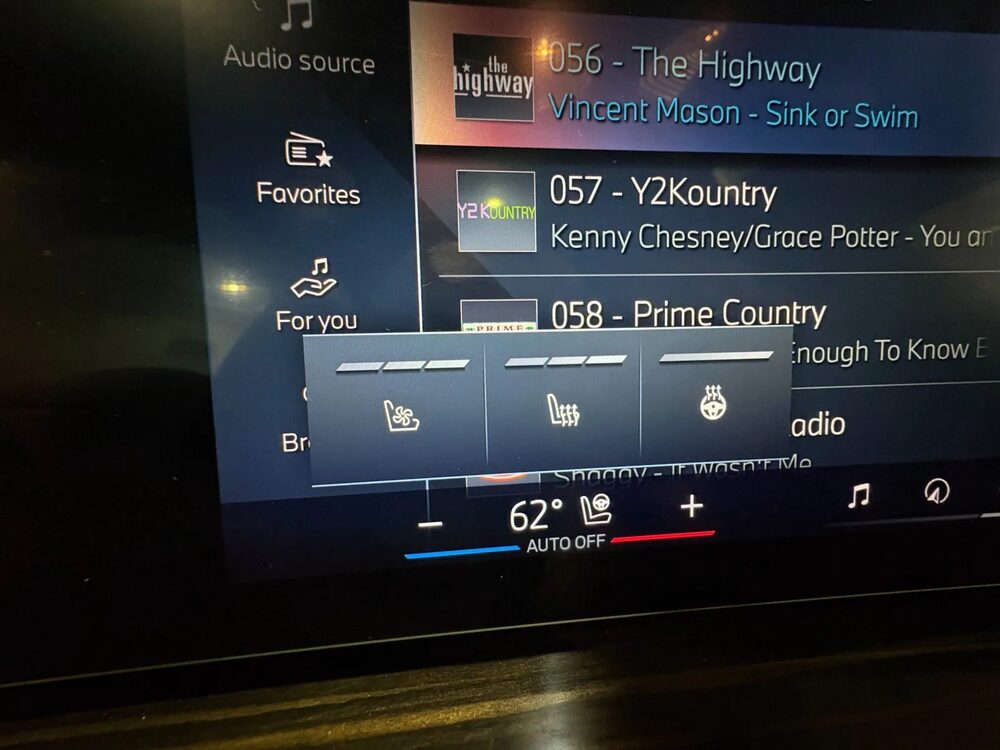 Audio source
the
highway
056 - The Highway
Vincent Mason - Sink or Swim
Favorites
Y2KOUNTRY
057 - Y2Kountry
Kenny Chesney/Grace Potter - You an
For you
PRIME
058 - Prime Country
Enough To Know
Br
adio
Shaggy - It Wasn't Me
62°
AUTO OFF